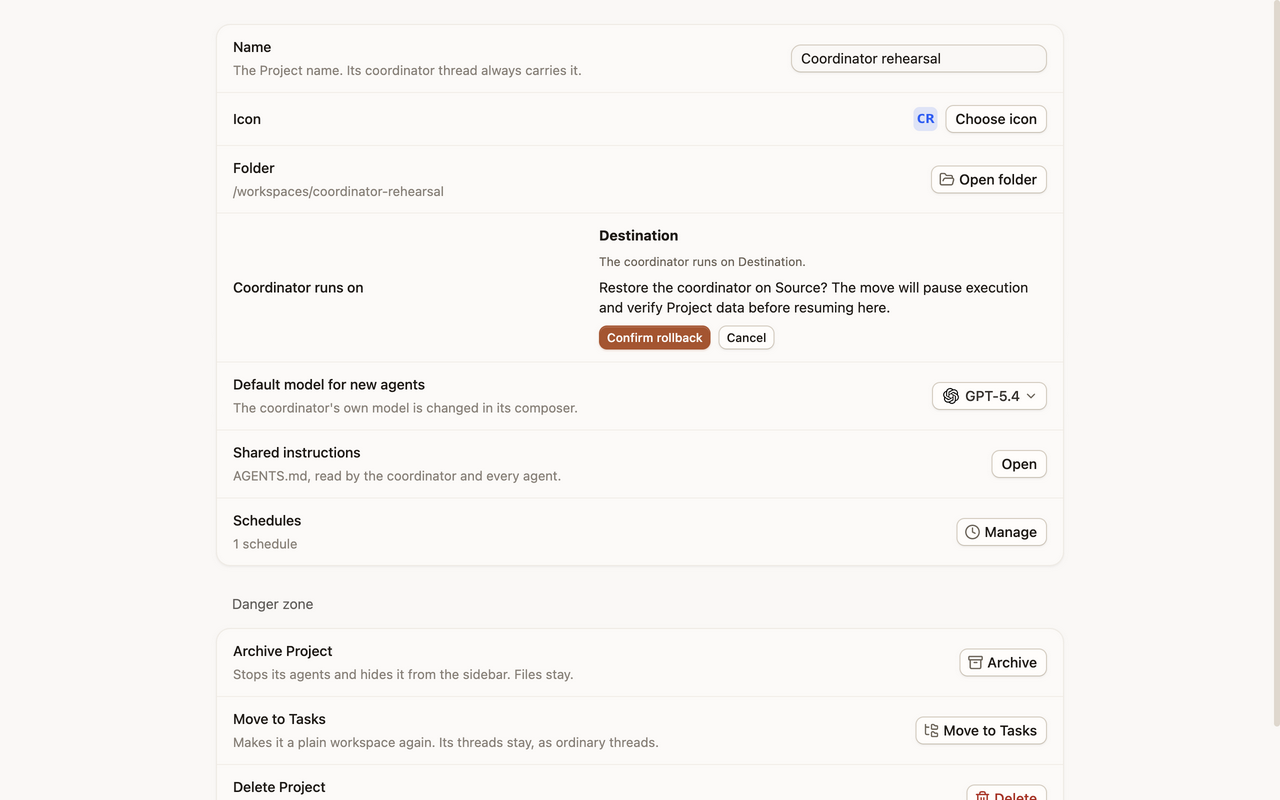 Name
The Project name. Its coordinator thread always carries it.
Coordinator rehearsal
Icon
CR
Choose icon
Folder
/workspaces/coordinator-rehearsal
Open folder
Coordinator runs on
Destination
The coordinator runs on Destination.
Restore the coordinator on Source? The move will pause execution
and verify Project data before resuming here.
Confirm rollback
Cancel
Default model for new agents
The coordinator's own model is changed in its composer.
GPT-5.4
Shared instructions
AGENTS.md, read by the coordinator and every agent.
Open
Schedules
1 schedule
Manage
Danger zone
Archive Project
Stops its agents and hides it from the sidebar. Files stay.
Archive
Move to Tasks
Makes it a plain workspace again. Its threads stay, as ordinary threads.
Move to Tasks
Delete Project
Delete